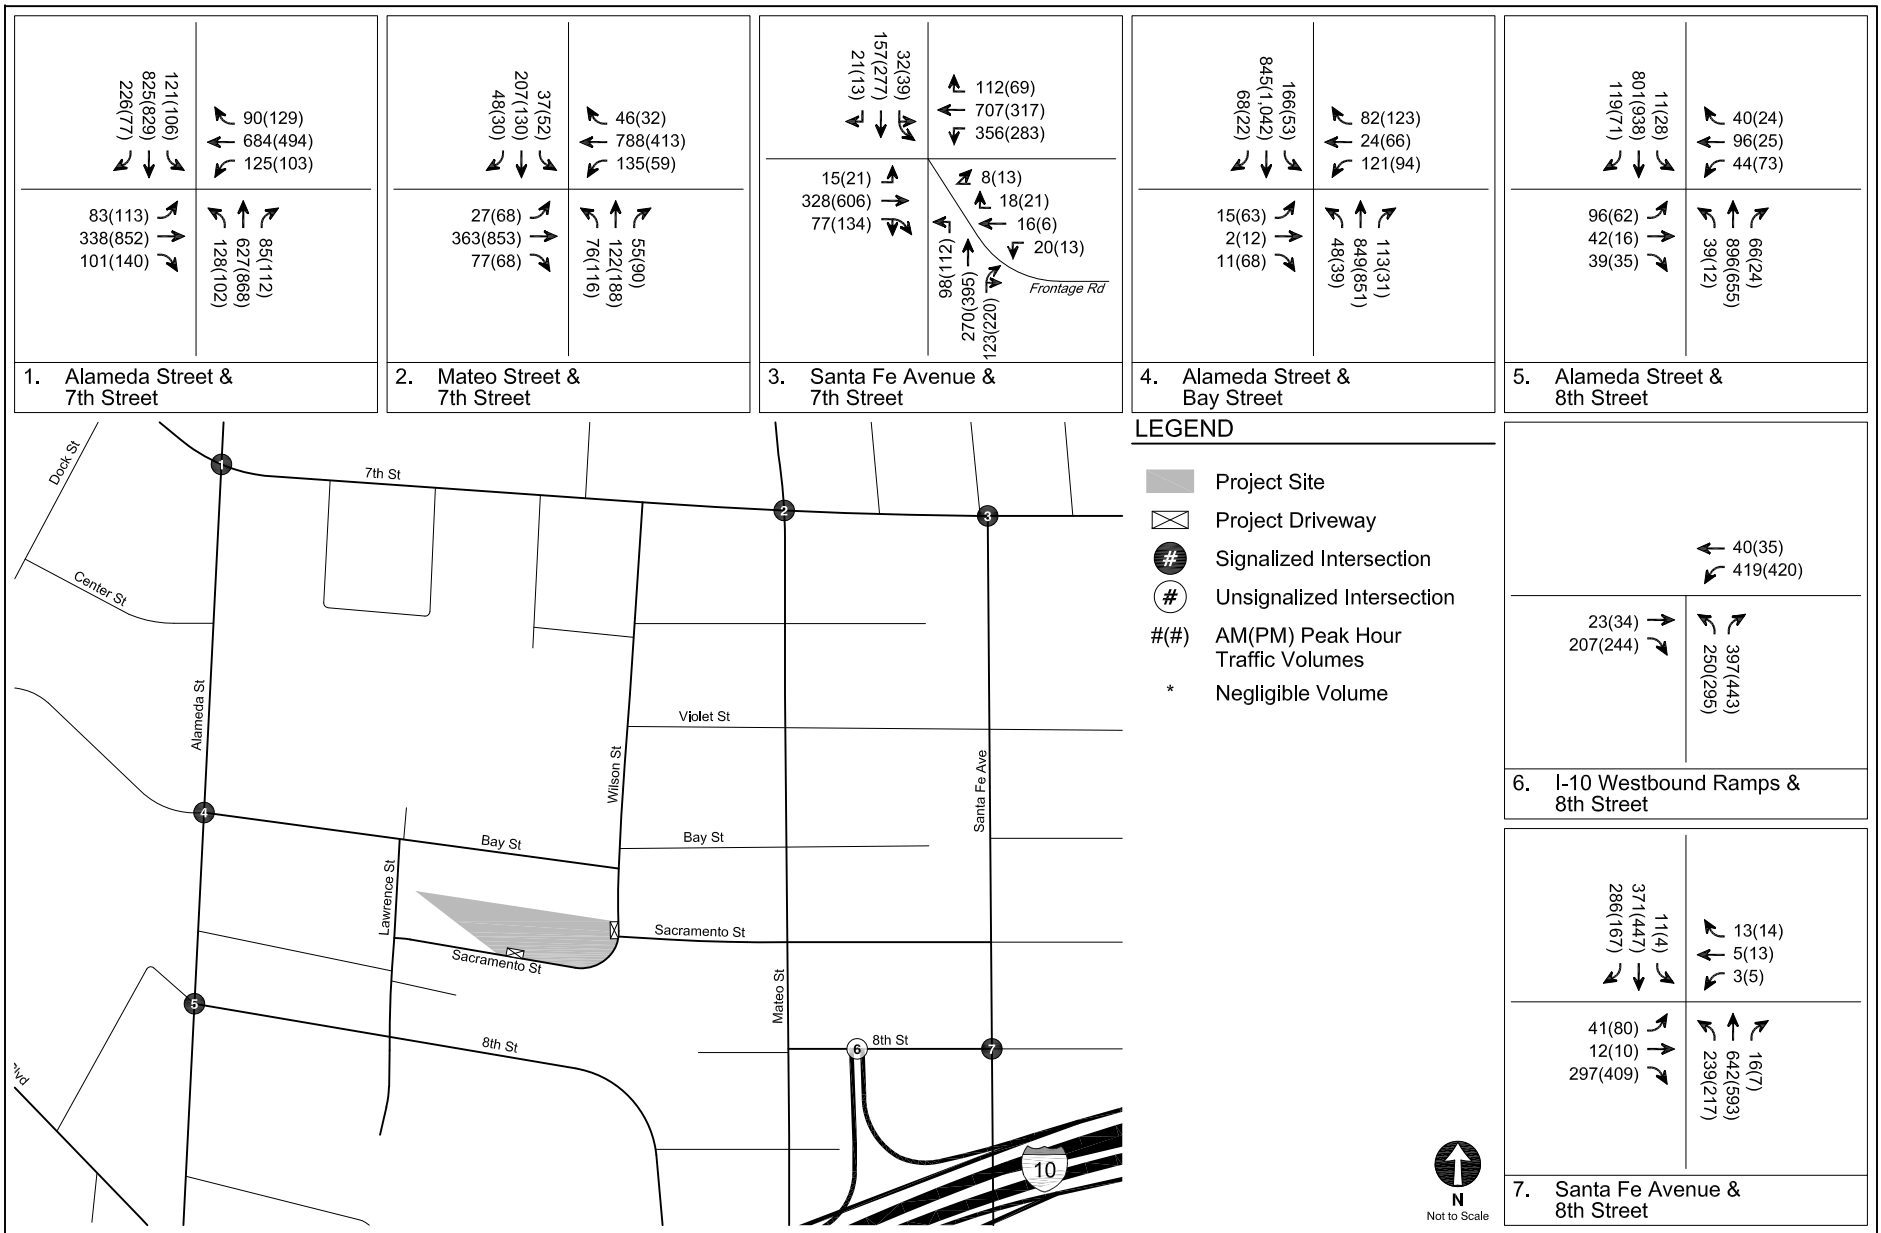 121(106)
825(829)
226(77)
90(129)
684(494)
125(103)
83(113)
338(852)
101(140)
128(102)
627(868)
85(112)
1. Alameda Street &
7th Street
37(52)
207(130)
48(30)
46(32)
788(413)
135(59)
27(68)
363(853)
77(68)
76(116)
122(188)
55(90)
2. Mateo Street &
7th Street
32(39)
157(277)
21(13)
112(69)
707(317)
356(283)
15(21)
328(606)
77(134)
8(13)
18(21)
16(6)
20(13)
98(112)
270(395)
123(220)
Frontage Rd
3. Santa Fe Avenue &
7th Street
166(53)
845(1,042)
68(22)
82(123)
24(66)
121(94)
15(63)
2(12)
11(68)
48(39)
849(851)
113(31)
4. Alameda Street &
Bay Street
11(28)
801(938)
119(71)
40(24)
96(25)
44(73)
96(62)
42(16)
39(35)
39(12)
896(655)
66(24)
5. Alameda Street &
8th Street
LEGEND
Project Site
Project Driveway
# Signalized Intersection
# Unsignalized Intersection
#(#) AM(PM) Peak Hour
Traffic Volumes
* Negligible Volume
40(35)
419(420)
23(34)
207(244)
250(295)
397(443)
6. I-10 Westbound Ramps &
8th Street
11(4)
371(447)
286(167)
13(14)
5(13)
3(5)
41(80)
12(10)
297(409)
239(217)
642(593)
16(7)
7. Santa Fe Avenue &
8th Street
Dock St
1
7th St
2
3
Center St
Alameda St
Violet St
Wilson St
Santa Fe Ave
4
Bay St
Bay St
Lawrence St
Sacramento St
Sacramento St
Mateo St
5
8th St
6
8th St
7
Blvd
10
N
Not to Scale